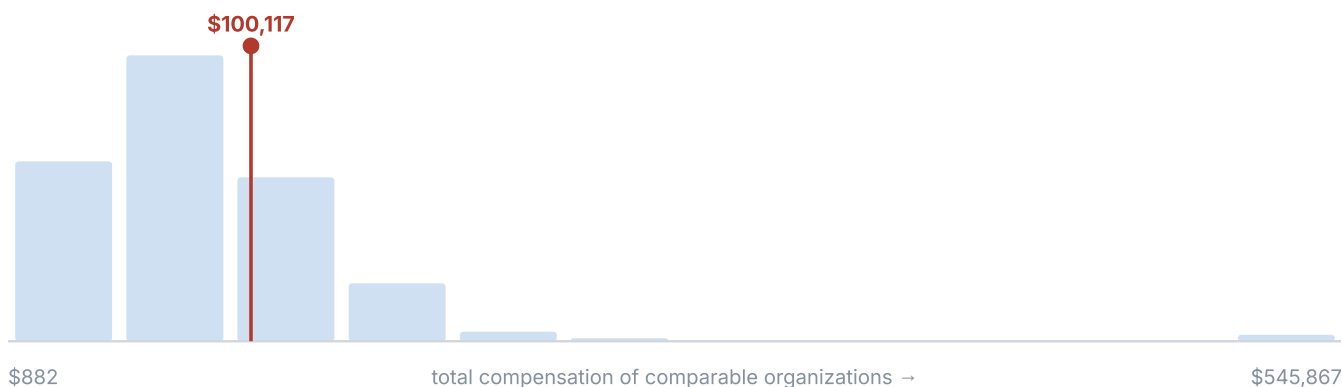 $100,117
$882 total compensation of comparable organizations → $545,867